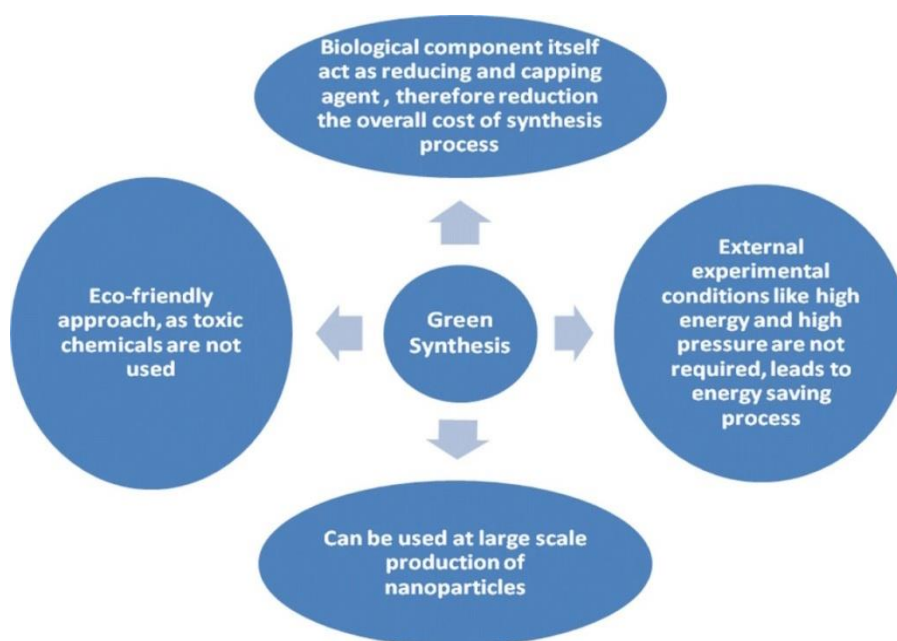 Biological component itself
act as reducing and capping
agent , therefore reduction
the overall cost of synthesis
process
Eco-friendly
approach, as toxic
chemicals are not
used
Green
Synthesis
External
experimental
conditions like high
energy and high
pressure are not
required, leads to
energy saving
process
Can be used at large scale
production of
nanoparticles